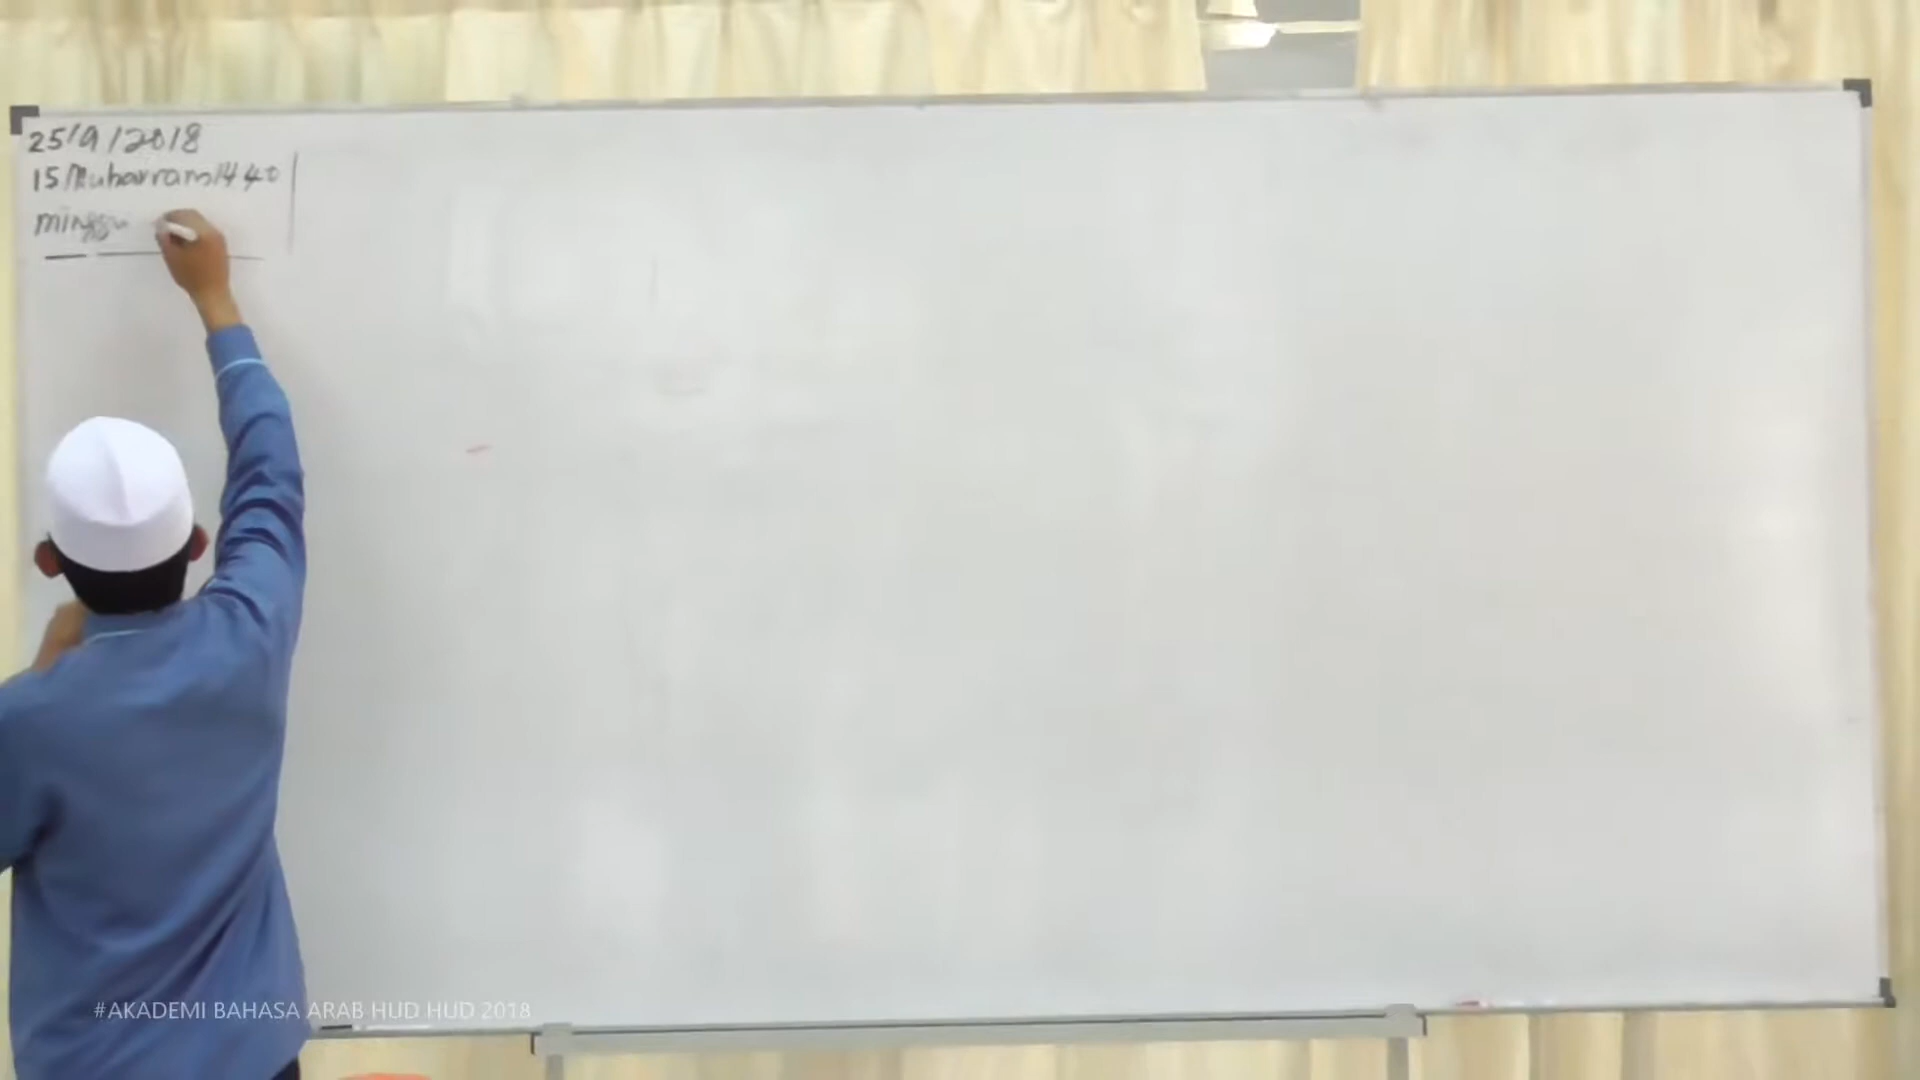 25/9/2018
15 Muharram 1440
minggu
#AKADEMI BAHASA ARAB HUD HUD 2018